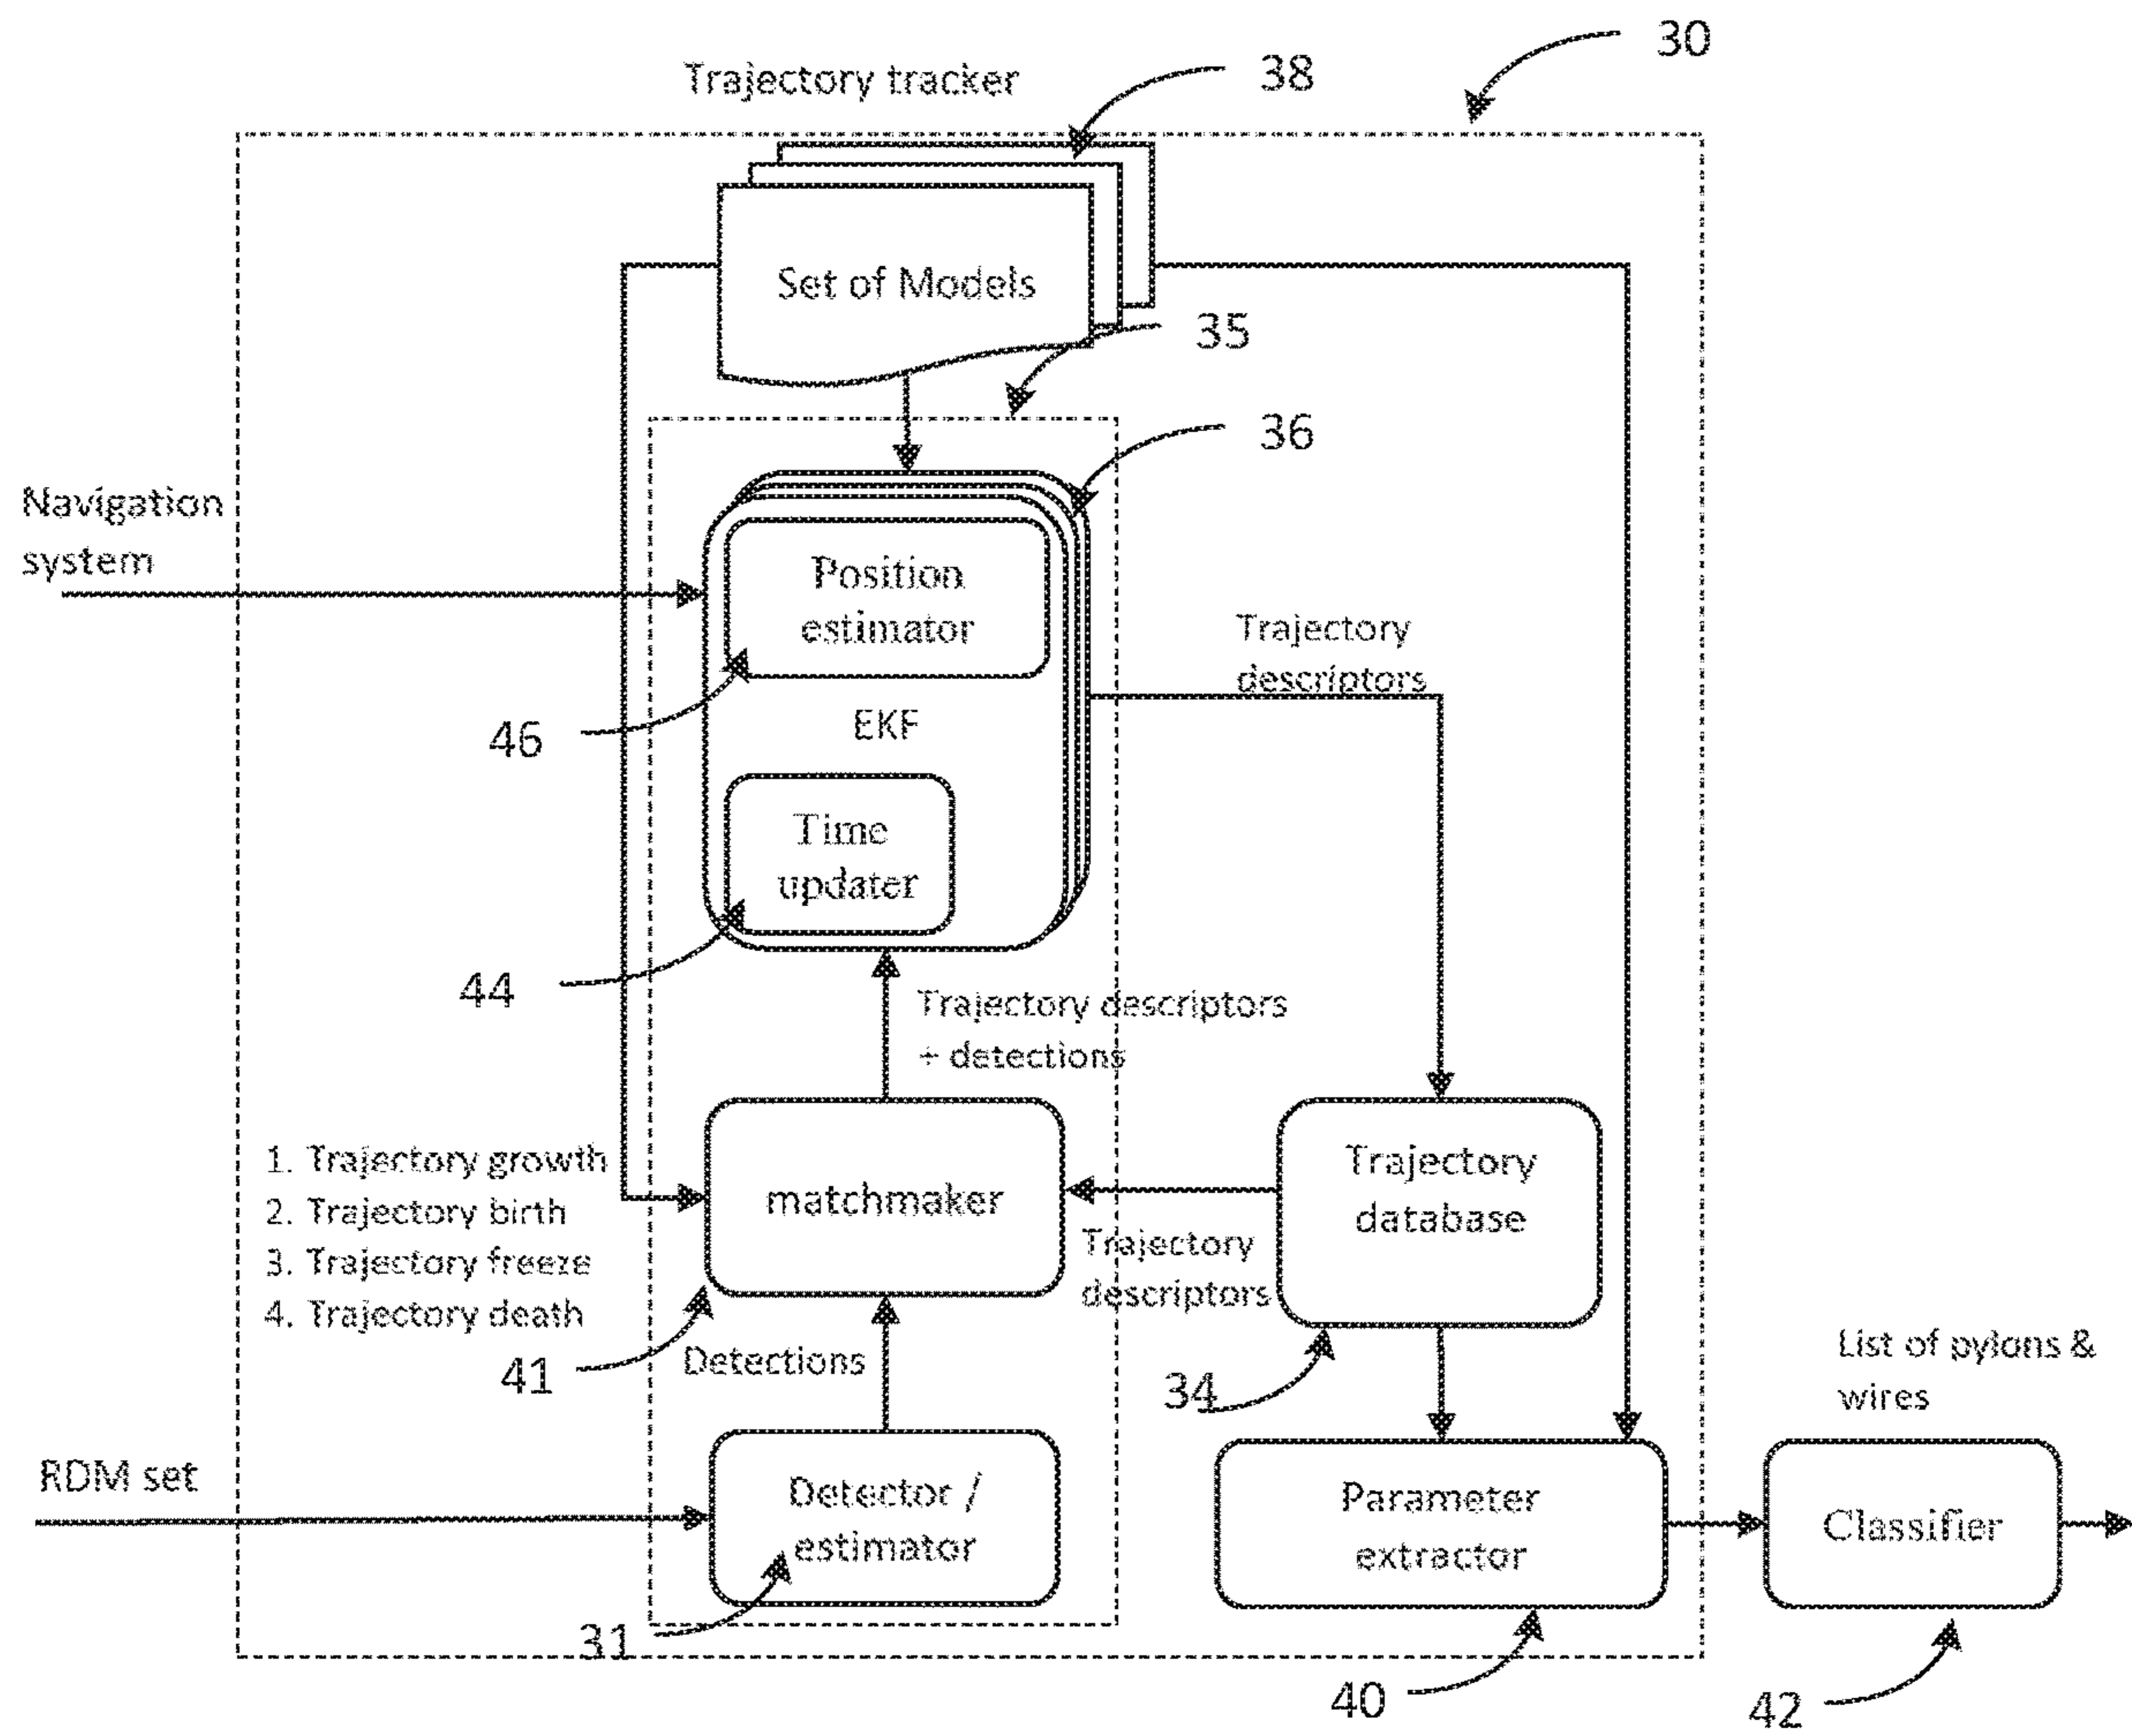 30
Trajectory tracker
38
Set of Models
35
36
Navigation
system
Position
estimator
Trajectory
descriptors
46
EKF
Time
updater
44
Trajectory descriptors
+ detections
1. Trajectory growth
2. Trajectory birth
3. Trajectory freeze
4. Trajectory death
matchmaker
Trajectory
database
Trajectory
descriptors
41
Detections
34
List of pylons &
wires
RDM set
Detector /
estimator
Parameter
extractor
Classifier
31
40
42